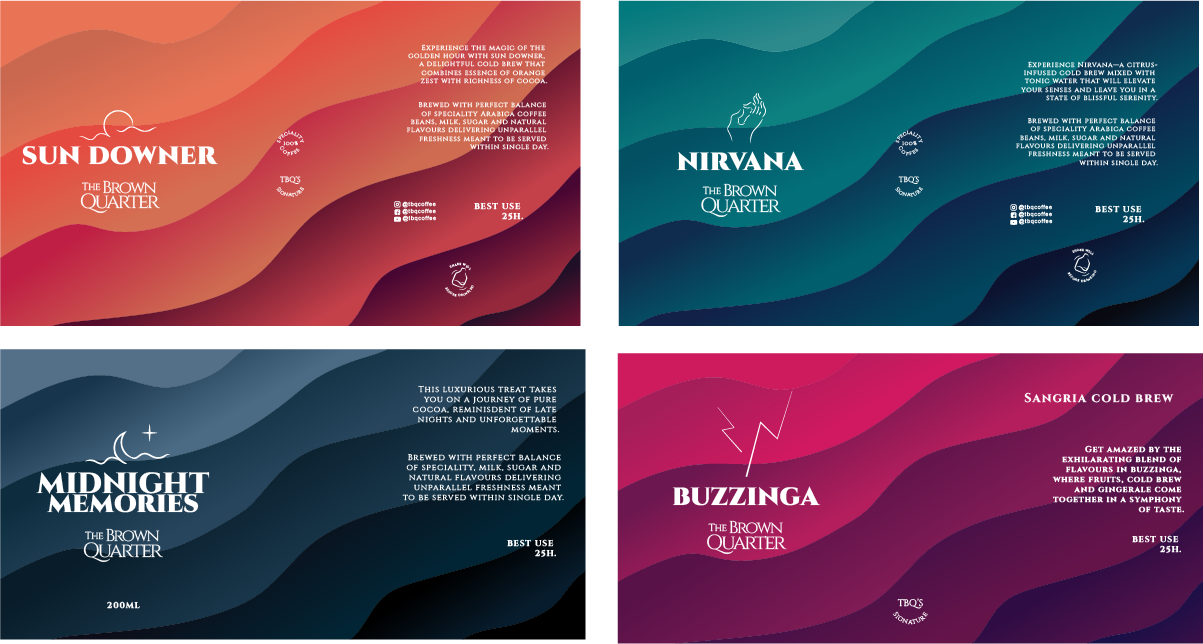 EXPERIENCE THE MAGIC OF THE
GOLDEN HOUR WITH SUN DOWNER,
A DELIGHTFUL COLD BREW THAT
COMBINES ESSENCE OF ORANGE
ZEST WITH RICHNESS OF COCOA.
BREWED WITH PERFECT BALANCE
OF SPECIALITY ARABICA COFFEE
BEANS, MILK, SUGAR AND NATURAL
FLAVOURS DELIVERING UNPARALLEL
FRESHNESS MEANT TO BE SERVED
WITHIN SINGLE DAY.
SUN DOWNER
THE BROWN
QUARTER
SPECIALITY
100%
COFFEE
TBQ'S
SIGNATURE
@tbqcoffee
@tbqcoffee
@tbqcoffee
BEST USE
25H.
SHAKE WELL
BEFORE DRINKING
EXPERIENCE NIRVANA—A CITRUS-
INFUSED COLD BREW MIXED WITH
TONIC WATER THAT WILL ELEVATE
YOUR SENSES AND LEAVE YOU IN A
STATE OF BLISSFUL SERENITY.
BREWED WITH PERFECT BALANCE
OF SPECIALITY ARABICA COFFEE
BEANS, MILK, SUGAR AND NATURAL
FLAVOURS DELIVERING UNPARALLEL
FRESHNESS MEANT TO BE SERVED
WITHIN SINGLE DAY.
NIRVANA
THE BROWN
QUARTER
SPECIALITY
100%
COFFEE
TBQ'S
SIGNATURE
@tbqcoffee
@tbqcoffee
@tbqcoffee
BEST USE
25H.
SHAKE WELL
BEFORE DRINKING
THIS LUXURIOUS TREAT TAKES
YOU ON A JOURNEY OF PURE
COCOA, REMINISDENT OF LATE
NIGHTS AND UNFORGETTABLE
MOMENTS.
BREWED WITH PERFECT BALANCE
OF SPECIALITY, MILK, SUGAR AND
NATURAL FLAVOURS DELIVERING
UNPARALLEL FRESHNESS MEANT
TO BE SERVED WITHIN SINGLE DAY.
MIDNIGHT
MEMORIES
THE BROWN
QUARTER
BEST USE
25H.
200ML
SANGRIA COLD BREW
GET AMAZED BY THE
EXHILARATING BLEND OF
FLAVOURS IN BUZZINGA,
WHERE FRUITS, COLD BREW
AND GINGERALE COME
TOGETHER IN A SYMPHONY
OF TASTE.
BUZZINGA
THE BROWN
QUARTER
BEST USE
25H.
TBQ'S
SIGNATURE